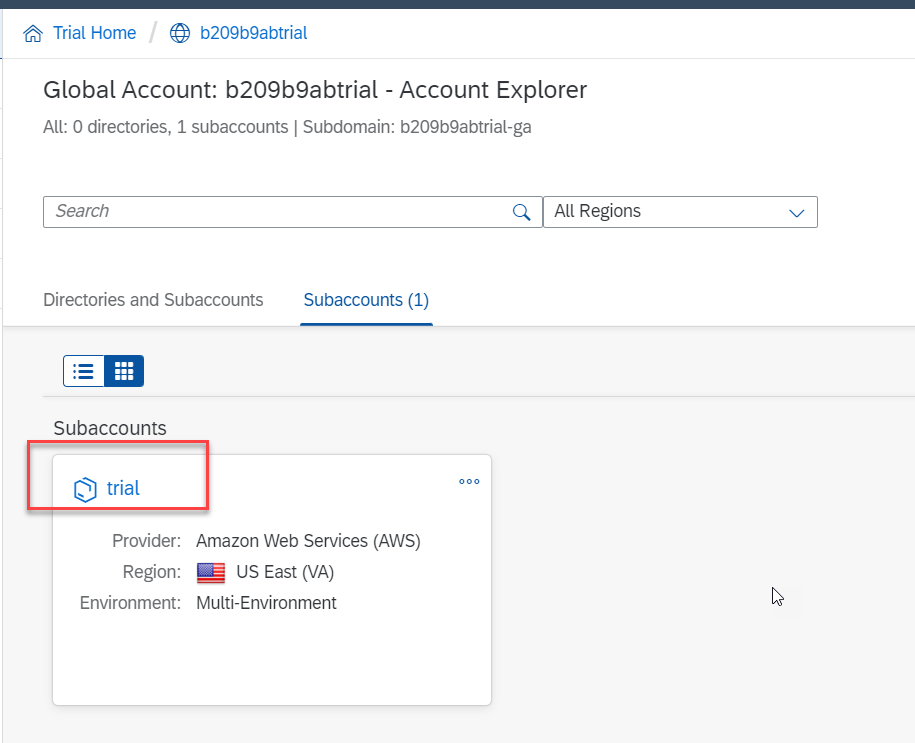 Trial Home / b209b9abtrial
Global Account: b209b9abtrial - Account Explorer
All: 0 directories, 1 subaccounts | Subdomain: b209b9abtrial-ga
Search All Regions
Directories and Subaccounts Subaccounts (1)
Subaccounts
trial
Provider: Amazon Web Services (AWS)
Region: US East (VA)
Environment: Multi-Environment